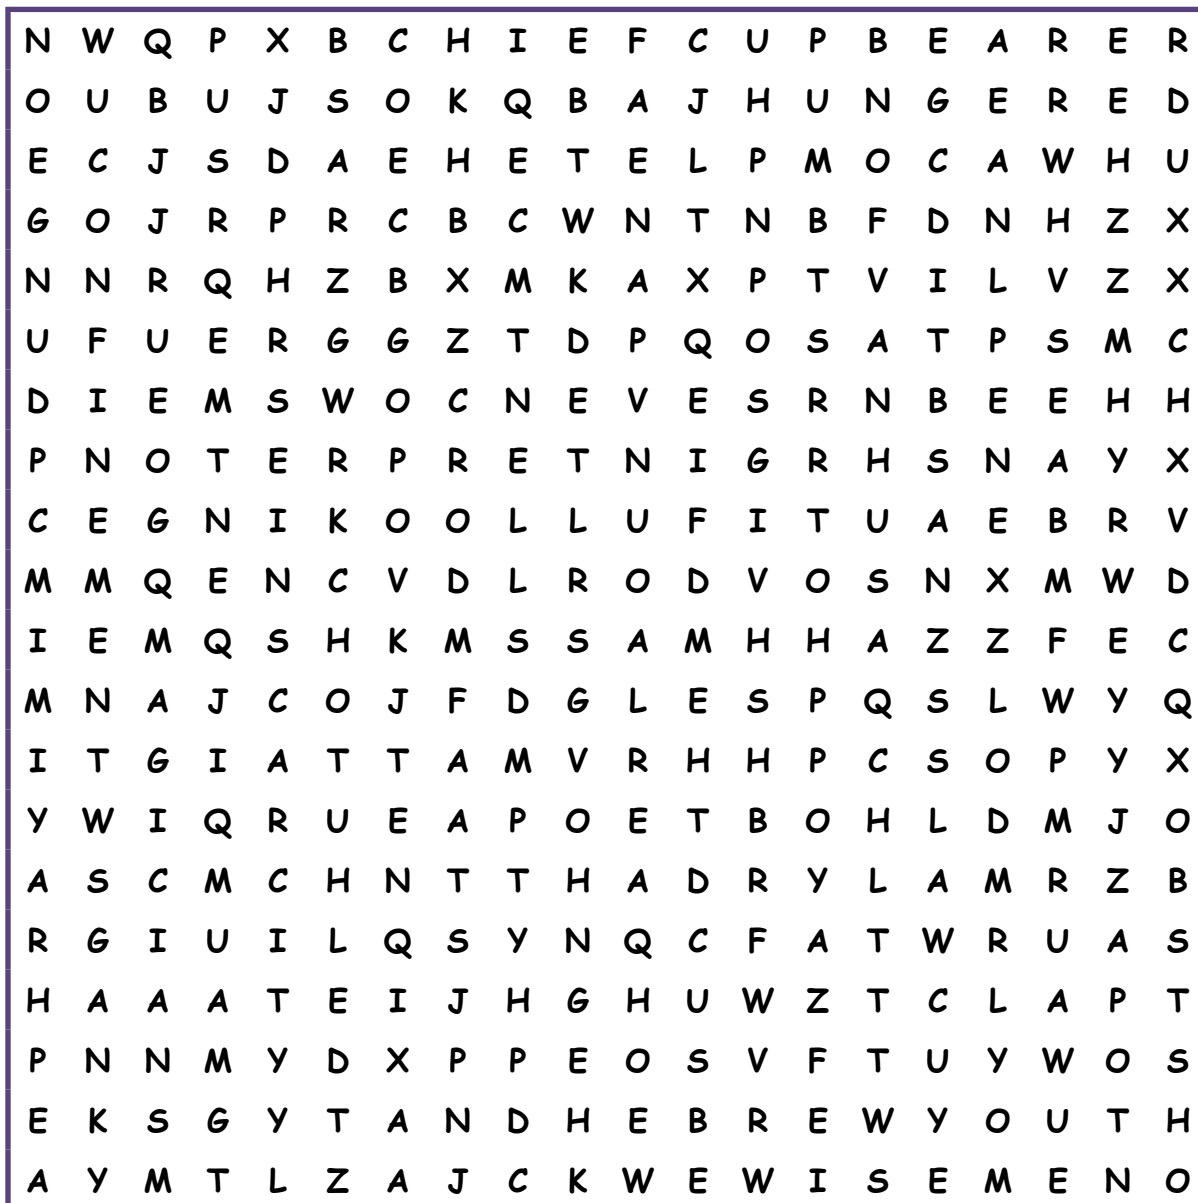 N W Q P X B C H I E F C U P B E A R E R
O U B U J S O K Q B A J H U N G E R E D
E C J S D A E H E T E L P M O C A W H U
G O J R P R C B C W N T N B F D N H Z X
N N R Q H Z B X M K A X P T V I L V Z X
U F U E R G G Z T D P Q O S A T P S M C
D I E M S W O C N E V E S R N B E E H H
P N O T E R P R E T N I G R H S N A Y X
C E G N I K O O L L U F I T U A E B R V
M M Q E N C V D L R O D V O S N X M W D
I E M Q S H K M S S A M H H A Z Z F E C
M N A J C O J F D G L E S P Q S L W Y Q
I T G I A T T A M V R H H P C S O P Y X
Y W I Q R U E A P O E T B O H L D M J O
A S C M C H N T T H A D R Y L A M R Z B
R G I U I L Q S Y N Q C F A T W R U A S
H A A A T E I J H G H U W Z T C L A P T
P N N M Y D X P P E O S V F T U Y W O S
E K S G Y T A N D H E B R E W Y O U T H
A Y M T L Z A J C K W E W I S E M E N O